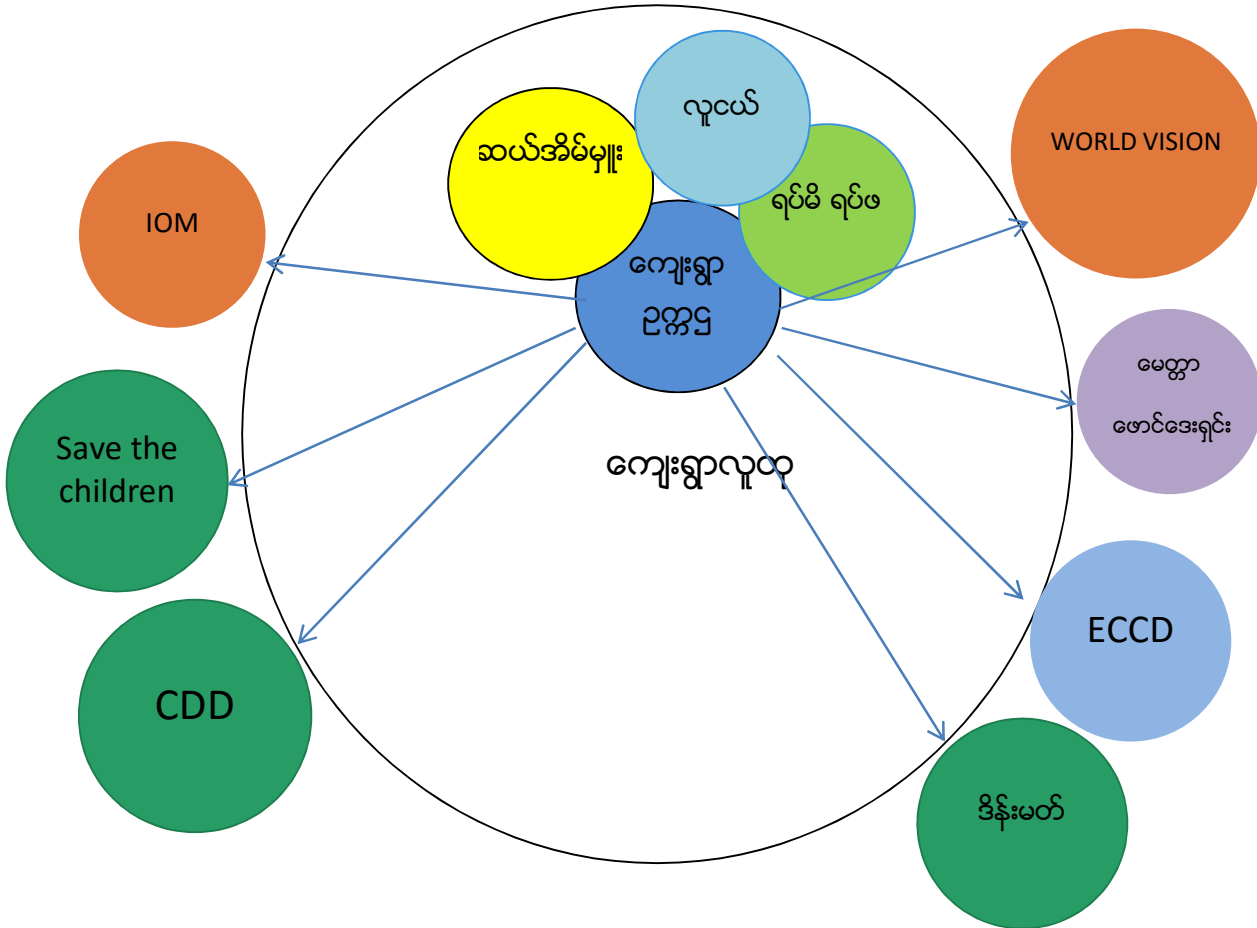 လူငယ်
ဆယ်အိမ်မှူး
WORLD VISION
ရပ်မိ ရပ်ဖ
IOM
ကျေးရွာ
ဥက္ကဌ
မေတ္တာ
ဖောင်ဒေးရှင်း
Save the
children
ကျေးရွာလူထု
ECCD
CDD
ဒိန်းမတ်